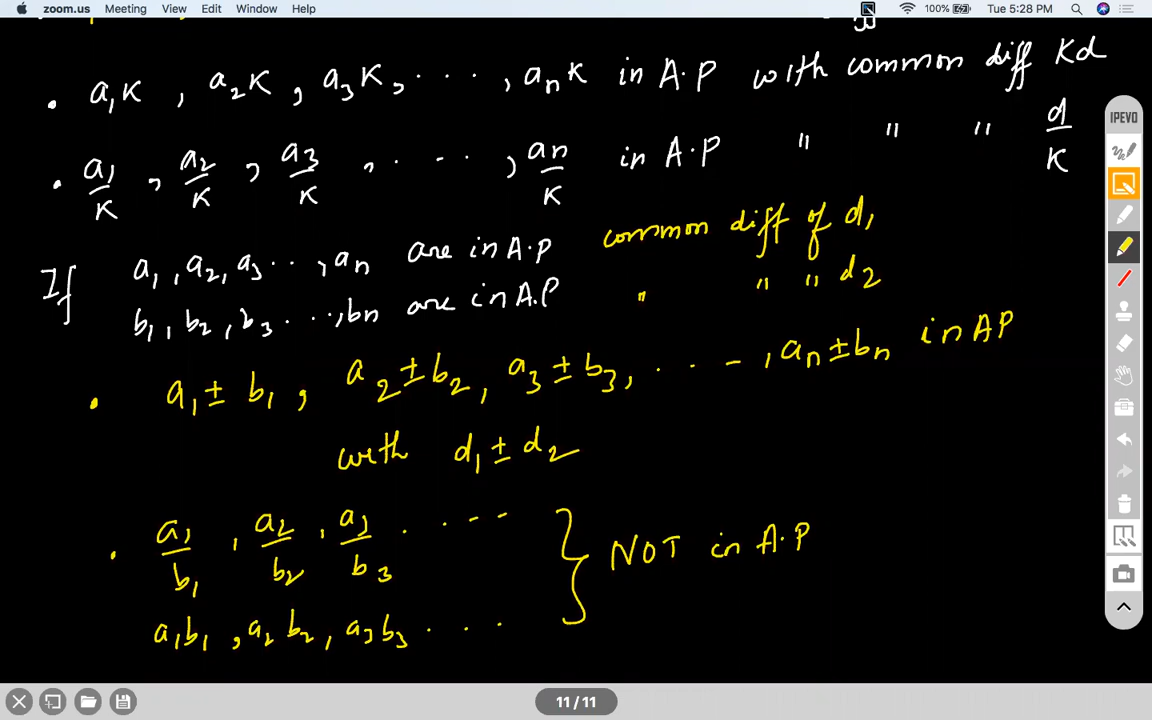 zoom.us Meeting View Edit Window Help 100% Tue 5:28 PM
• a₁K , a₂K , a₃K, . . . . , aₙK in A.P with common diff Kd
IPEVO
• a₁/K , a₂/K , a₃/K , . . . . , an/K in A.P " " " d/K
If a₁ , a₂ , a₃ . . . , aₙ are in A.P common diff of d₁
b₁ , b₂ , b₃ . . . , bn are in A.P " " " d₂
• a₁ ± b₁ , a₂ ± b₂ , a₃ ± b₃ , . . . – , aₙ ± bₙ in AP
with d₁ ± d₂
• a₁/b₁ , a₂/b₂ , a₃/b₃ . . . - - } NOT in A.P
a₁b₁ , a₂b₂ , a₃b₃ . . . .
11/11